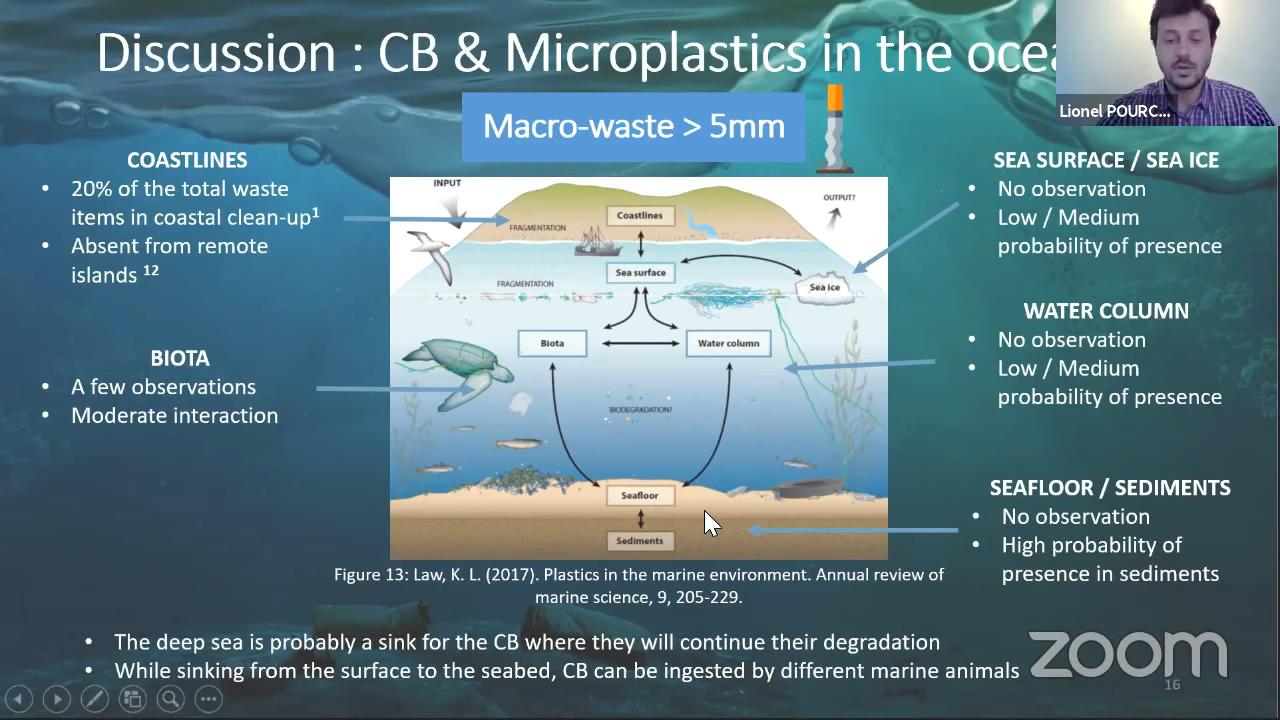 Discussion : CB & Microplastics in the ocea
Lionel POURC...
Macro-waste > 5mm
COASTLINES
• 20% of the total waste
items in coastal clean-up1
• Absent from remote
islands 12
BIOTA
• A few observations
• Moderate interaction
INPUT
OUTPUT?
Coastlines
FRAGMENTATION
Sea surface
FRAGMENTATION
Sea ice
Biota
Water column
BIODEGRADATION?
Seafloor
Sediments
SEA SURFACE / SEA ICE
• No observation
• Low / Medium
probability of presence
WATER COLUMN
• No observation
• Low / Medium
probability of presence
SEAFLOOR / SEDIMENTS
• No observation
• High probability of
presence in sediments
Figure 13: Law, K. L. (2017). Plastics in the marine environment. Annual review of
marine science, 9, 205-229.
• The deep sea is probably a sink for the CB where they will continue their degradation
• While sinking from the surface to the seabed, CB can be ingested by different marine animals
zoom
16